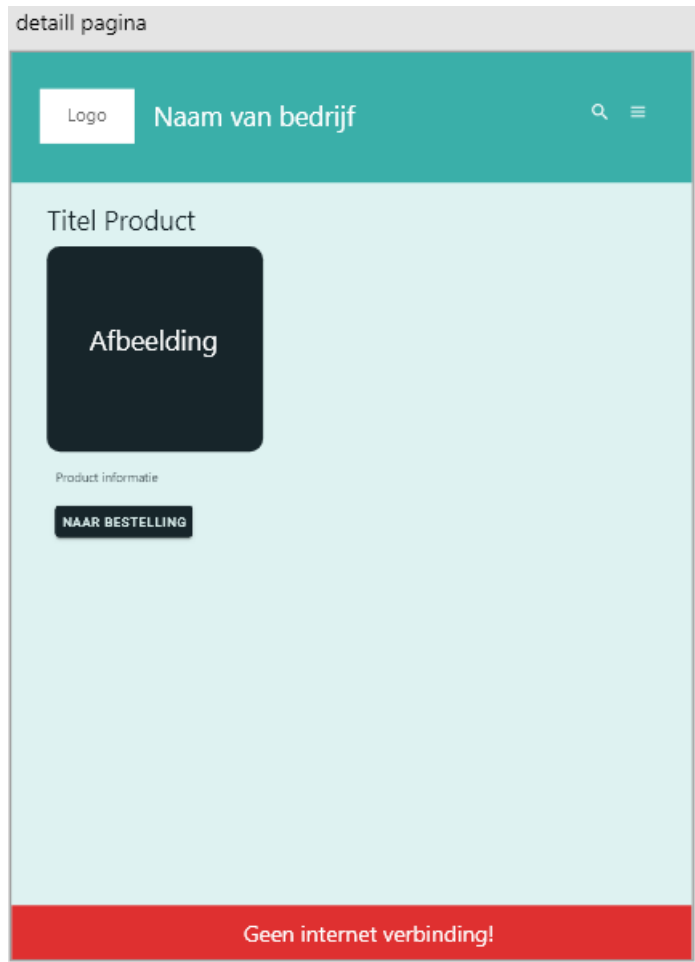 detaill pagina
Logo
Naam van bedrijf
Titel Product
Afbeelding
Product informatie
NAAR BESTELLING
Geen internet verbinding!